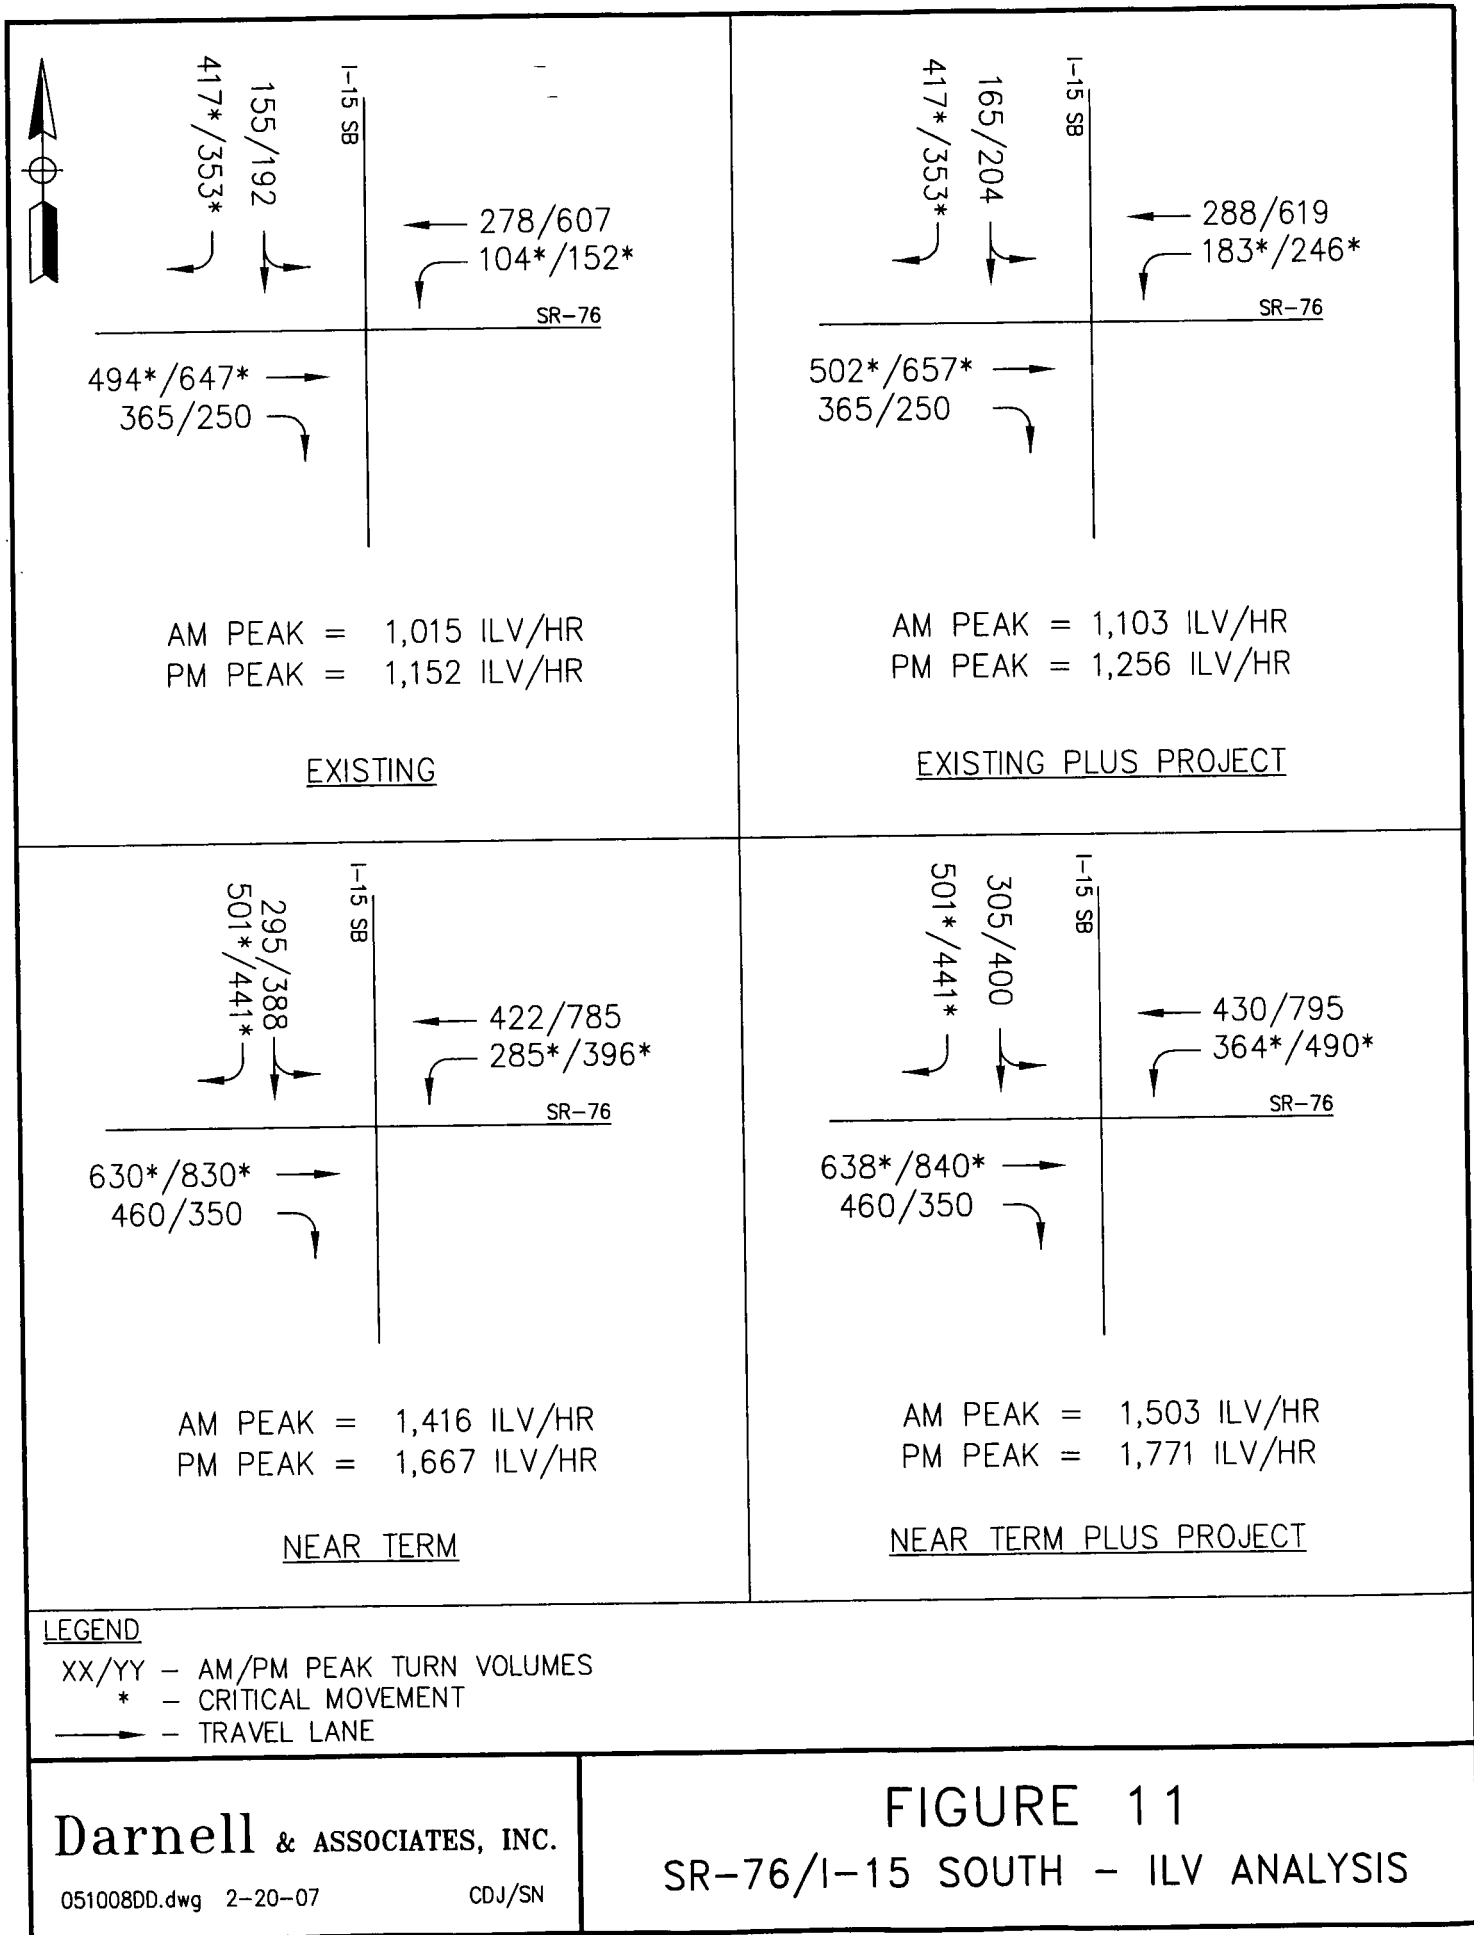 I-15 SB
155/192
417*/353*
278/607
104*/152*
SR-76
494*/647*
365/250
AM PEAK = 1,015 ILV/HR
PM PEAK = 1,152 ILV/HR
EXISTING
I-15 SB
165/204
417*/353*
288/619
183*/246*
SR-76
502*/657*
365/250
AM PEAK = 1,103 ILV/HR
PM PEAK = 1,256 ILV/HR
EXISTING PLUS PROJECT
I-15 SB
295/388
501*/441*
422/785
285*/396*
SR-76
630*/830*
460/350
AM PEAK = 1,416 ILV/HR
PM PEAK = 1,667 ILV/HR
NEAR TERM
I-15 SB
305/400
501*/441*
430/795
364*/490*
SR-76
638*/840*
460/350
AM PEAK = 1,503 ILV/HR
PM PEAK = 1,771 ILV/HR
NEAR TERM PLUS PROJECT
LEGEND
XX/YY - AM/PM PEAK TURN VOLUMES
* - CRITICAL MOVEMENT
- TRAVEL LANE
Darnell & ASSOCIATES, INC.
051008DD.dwg 2-20-07 CDJ/SN
FIGURE 11
SR-76/I-15 SOUTH - ILV ANALYSIS